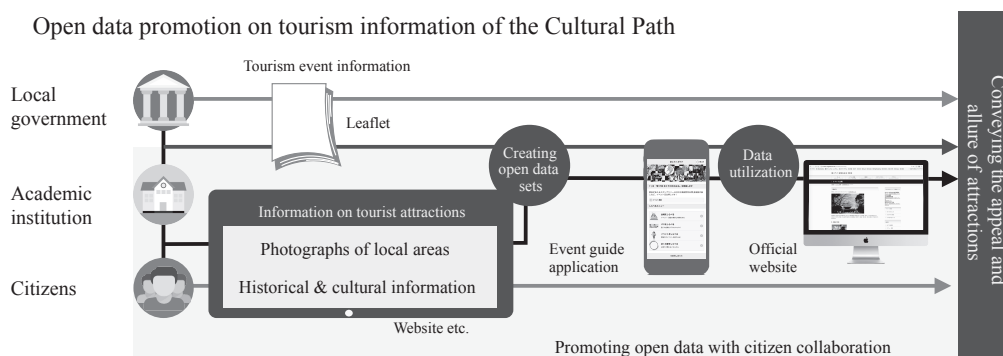 Open data promotion on tourism information of the Cultural Path
Tourism event information
Local
government
Leaflet
Creating
open data
sets
Data
utilization
Academic
institution
Information on tourist attractions
Photographs of local areas
Historical & cultural information
Event guide
application
Official
website
Citizens
Website etc.
Promoting open data with citizen collaboration
Conveying the appeal and
allure of attractions